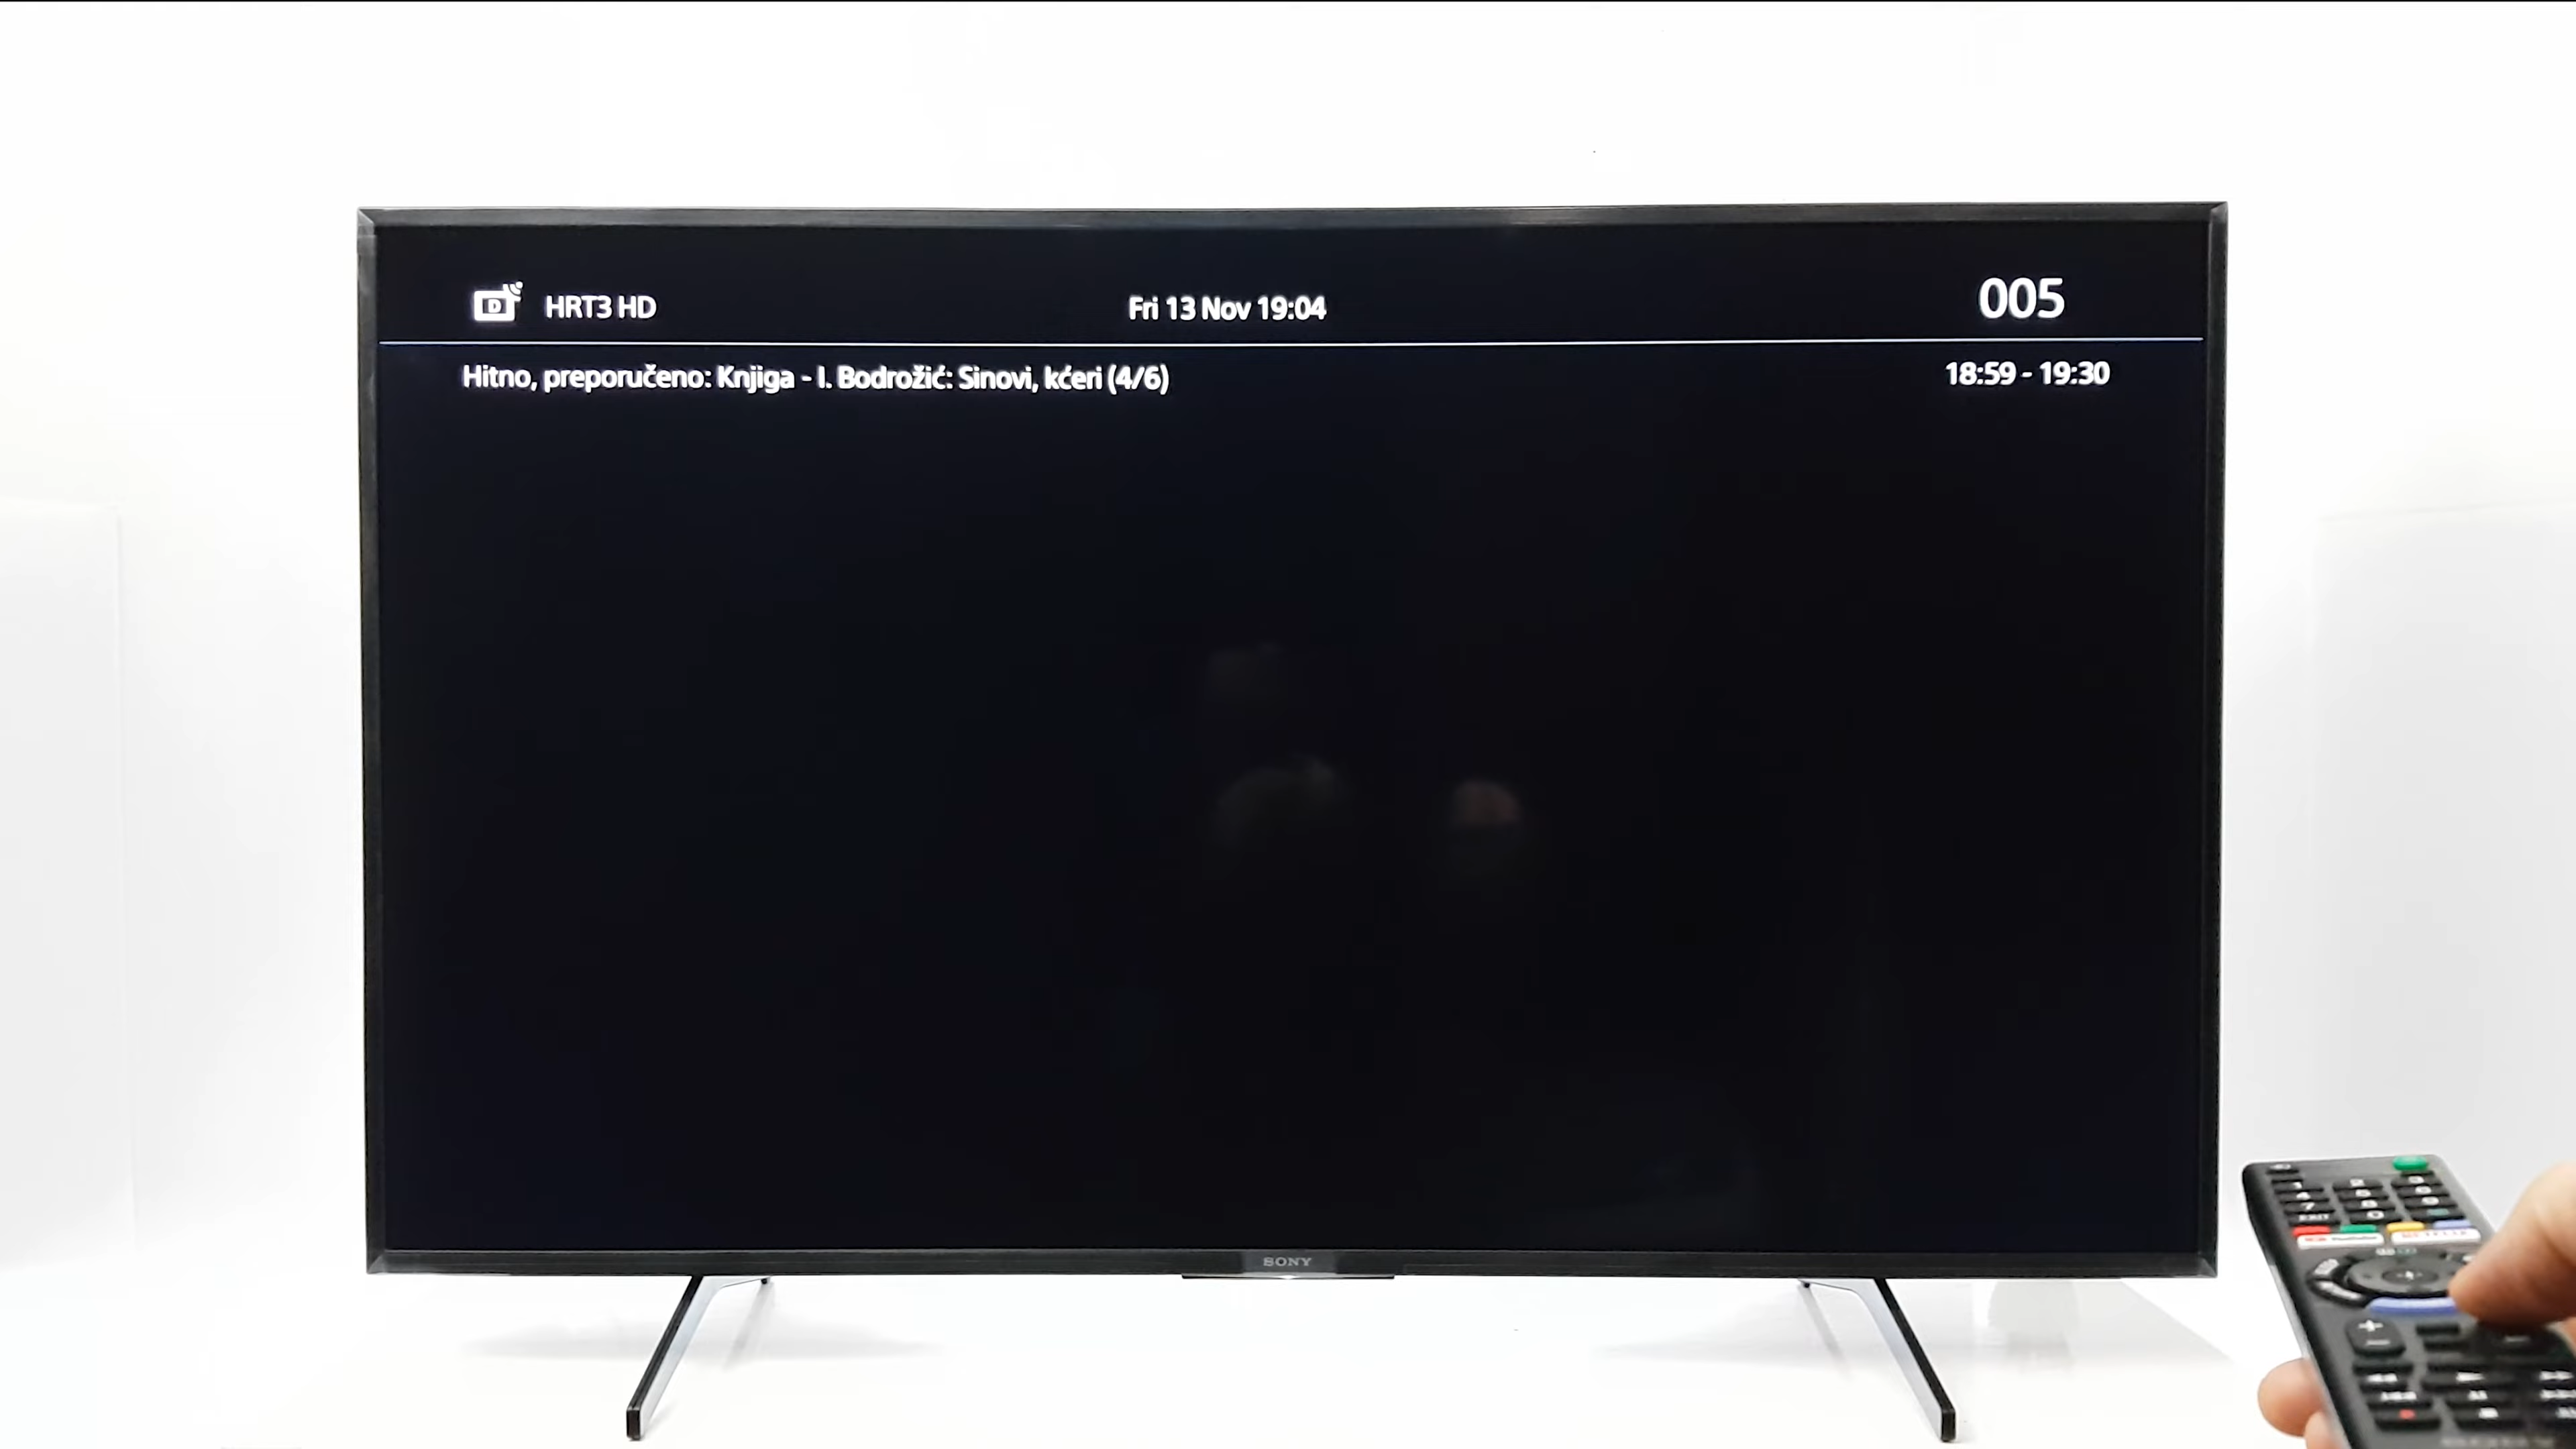 HRT3 HD Fri 13 Nov 19:04 005
Hitno, preporučeno: Knjiga - I. Bodrožić: Sinovi, kćeri (4/6) 18:59 - 19:30
SONY